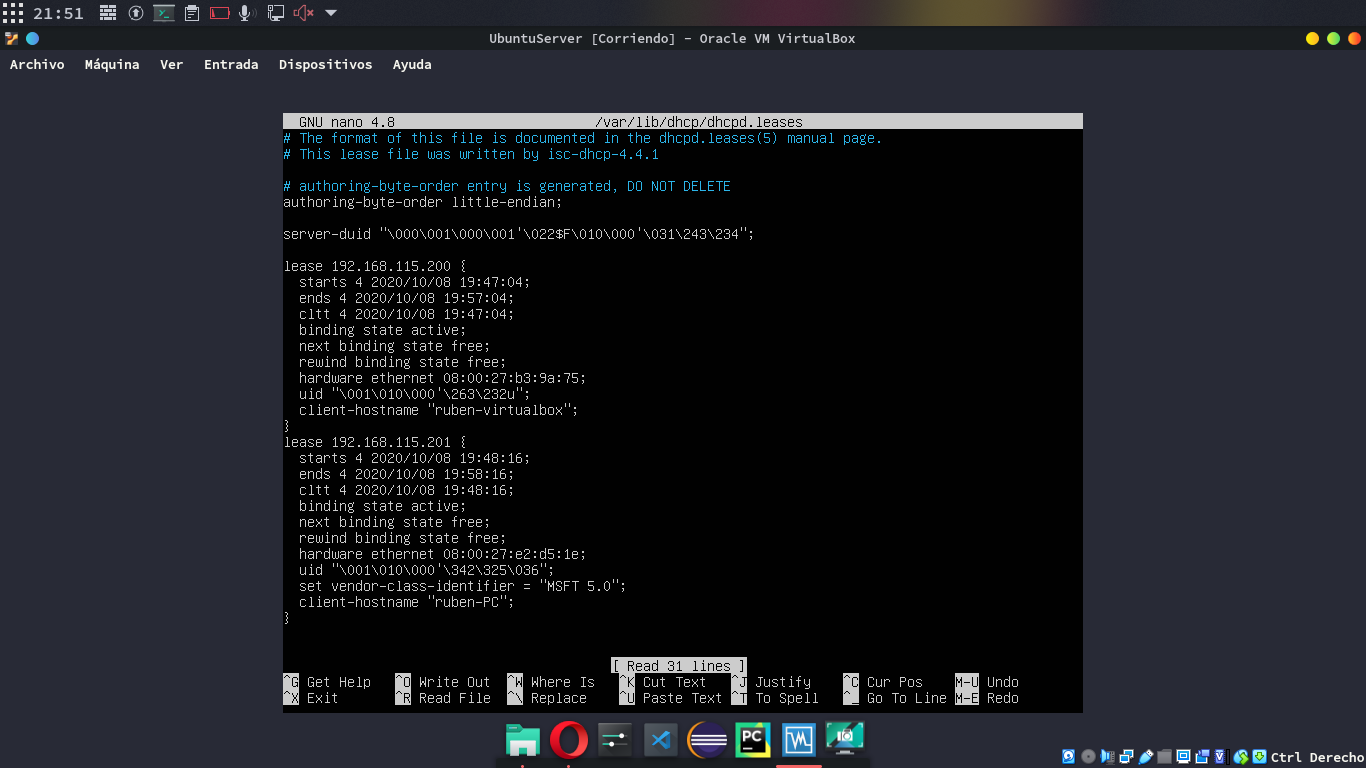 21:51
UbuntuServer [Corriendo] - Oracle VM VirtualBox
Archivo Máquina Ver Entrada Dispositivos Ayuda
GNU nano 4.8 /var/lib/dhcp/dhcpd.leases
# The format of this file is documented in the dhcpd.leases(5) manual page.
# This lease file was written by isc-dhcp-4.4.1
# authoring-byte-order entry is generated, DO NOT DELETE
authoring-byte-order little-endian;
server-duid "\000\001\000\001'\022$F\010\000'\031\243\234";
lease 192.168.115.200 {
starts 4 2020/10/08 19:47:04;
ends 4 2020/10/08 19:57:04;
cltt 4 2020/10/08 19:47:04;
binding state active;
next binding state free;
rewind binding state free;
hardware ethernet 08:00:27:b3:9a:75;
uid "\001\010\000'\263\232u";
client-hostname "ruben-virtualbox";
}
lease 192.168.115.201 {
starts 4 2020/10/08 19:48:16;
ends 4 2020/10/08 19:58:16;
cltt 4 2020/10/08 19:48:16;
binding state active;
next binding state free;
rewind binding state free;
hardware ethernet 08:00:27:e2:d5:1e;
uid "\001\010\000'\342\325\036";
set vendor-class-identifier = "MSFT 5.0";
client-hostname "ruben-PC";
}
[ Read 31 lines ]
^G Get Help ^O Write Out ^W Where Is ^K Cut Text ^J Justify ^C Cur Pos M-U Undo
^X Exit ^R Read File ^\ Replace ^U Paste Text ^T To Spell ^_ Go To Line M-E Redo
PC
Ctrl Derecho